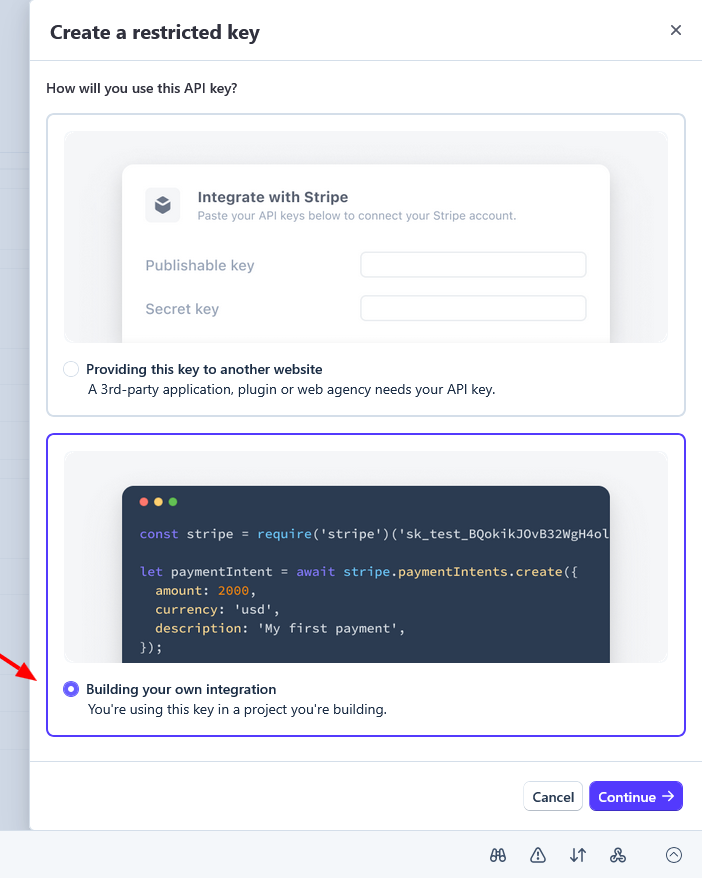 Create a restricted key
How will you use this API key?
Integrate with Stripe
Paste your API keys below to connect your Stripe account.
Publishable key
Secret key
Providing this key to another website
A 3rd-party application, plugin or web agency needs your API key.
const stripe = require('stripe')('sk_test_BQokikJOvB32WgH4ol
let paymentIntent = await stripe.paymentIntents.create({
amount: 2000,
currency: 'usd',
description: 'My first payment',
});
Building your own integration
You're using this key in a project you're building.
Cancel
Continue →